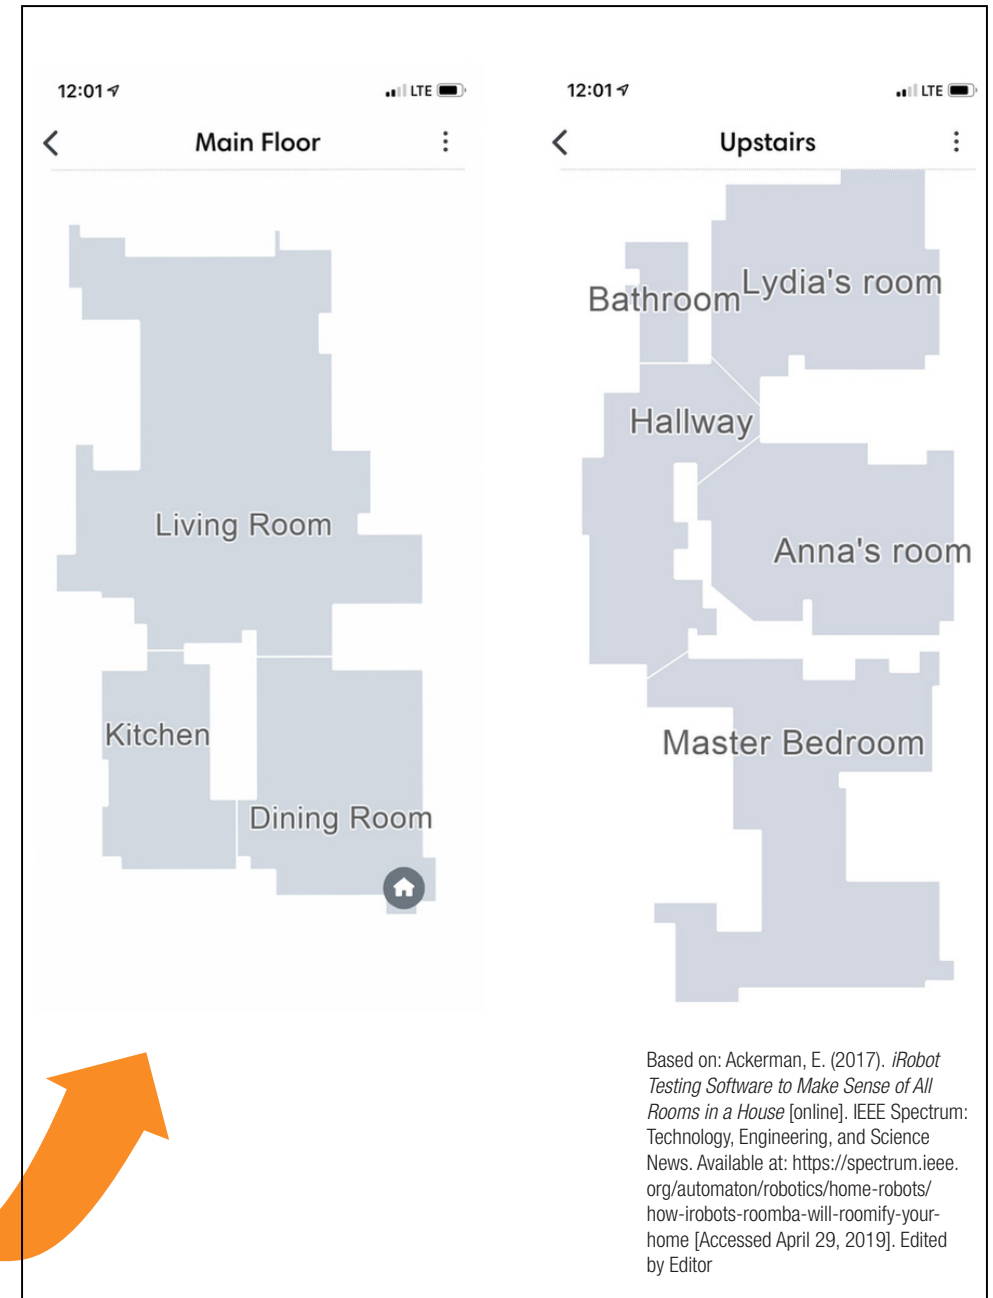 12:01
LTE
Main Floor
Living Room
Kitchen
Dining Room
12:01
LTE
Upstairs
Bathroom
Lydia's room
Hallway
Anna's room
Master Bedroom
Based on: Ackerman, E. (2017). iRobot
Testing Software to Make Sense of All
Rooms in a House [online]. IEEE Spectrum:
Technology, Engineering, and Science
News. Available at: https://spectrum.ieee.
org/automaton/robotics/home-robots/
how-irobots-roomba-will-roomify-your-
home [Accessed April 29, 2019]. Edited
by Editor